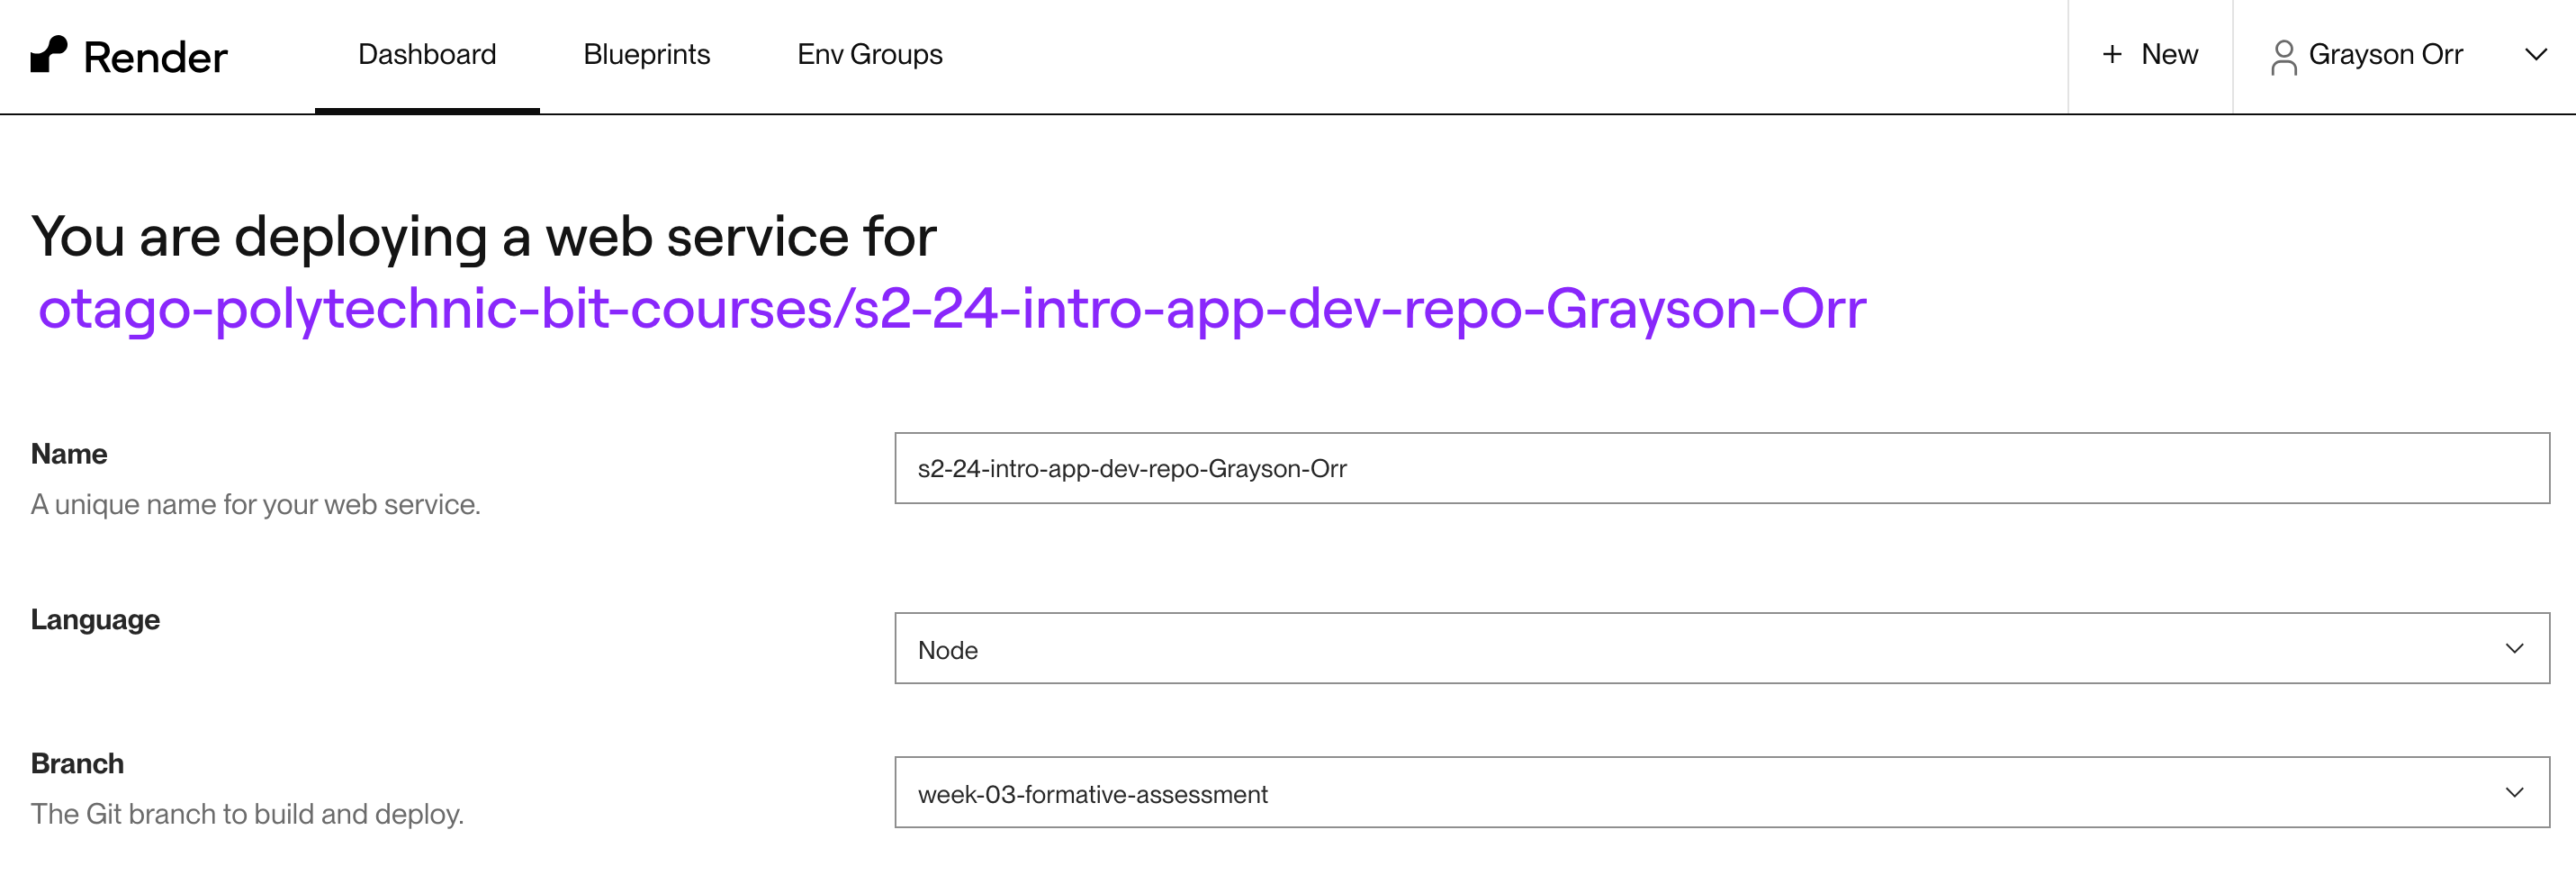 Render
Dashboard
Blueprints
Env Groups
+ New
Grayson Orr
You are deploying a web service for
otago-polytechnic-bit-courses/s2-24-intro-app-dev-repo-Grayson-Orr
Name
A unique name for your web service.
s2-24-intro-app-dev-repo-Grayson-Orr
Language
Node
Branch
The Git branch to build and deploy.
week-03-formative-assessment